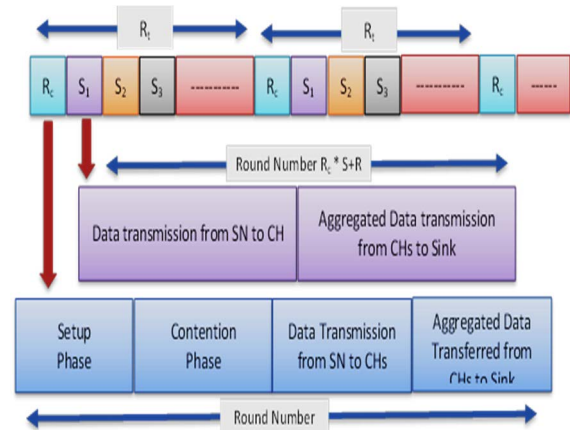 Rt Rt
Rc S1 S2 S3 ----------- Rc S1 S2 S3 ----------- Rc ------
Round Number Rc * S+R
Data transmission from SN to CH
Aggregated Data transmission
from CHs to Sink
Setup
Phase
Contention
Phase
Data Transmission
from SN to CHs
Aggregated Data
Transferred from
CHs to Sink
Round Number